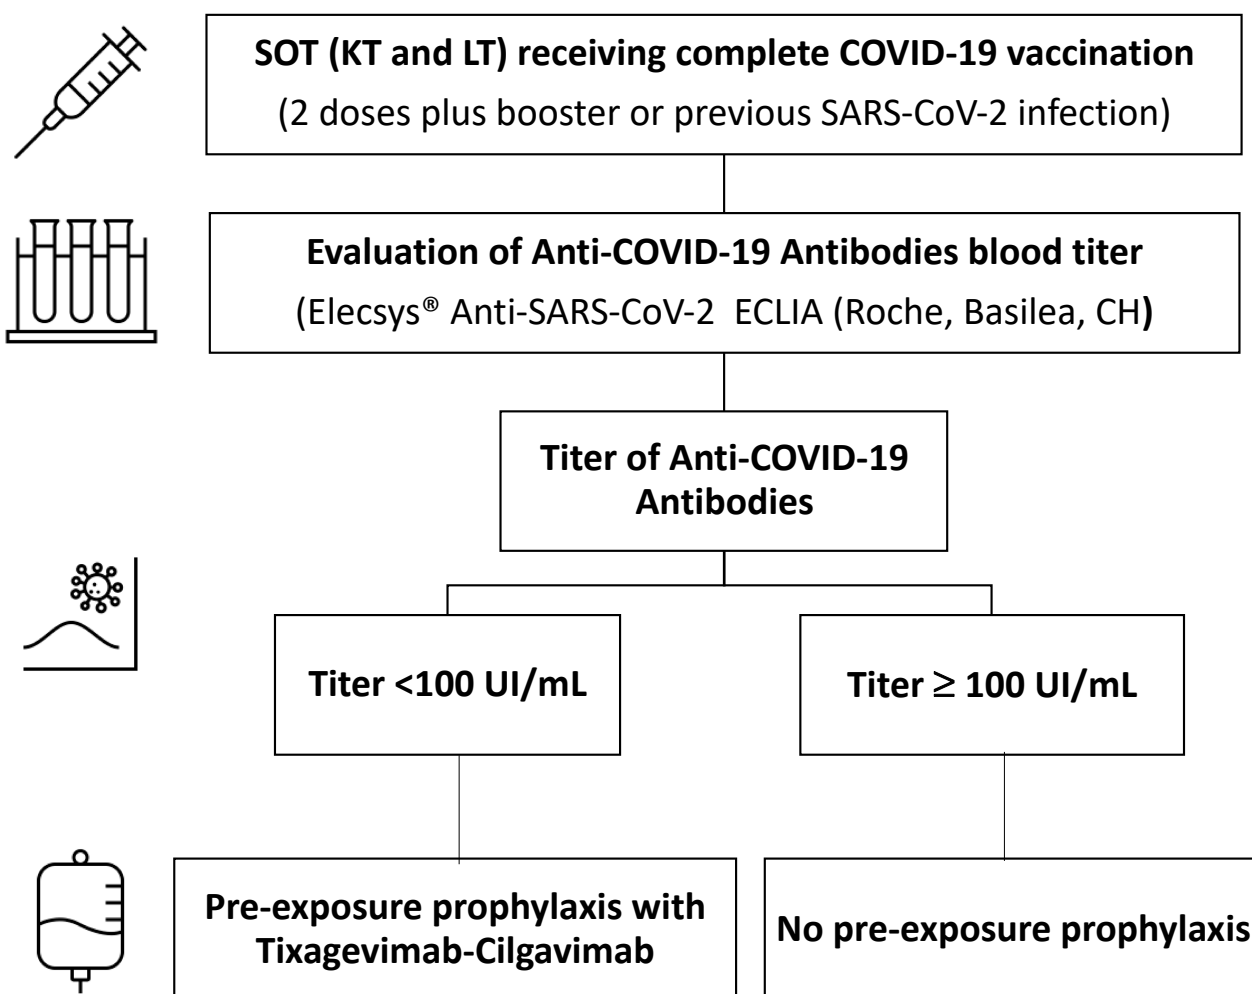 SOT (KT and LT) receiving complete COVID-19 vaccination
(2 doses plus booster or previous SARS-CoV-2 infection)
Evaluation of Anti-COVID-19 Antibodies blood titer
(Elecsys® Anti-SARS-CoV-2 ECLIA (Roche, Basilea, CH)
Titer of Anti-COVID-19
Antibodies
Titer <100 UI/mL
Titer ≥ 100 UI/mL
Pre-exposure prophylaxis with
Tixagevimab-Cilgavimab
No pre-exposure prophylaxis